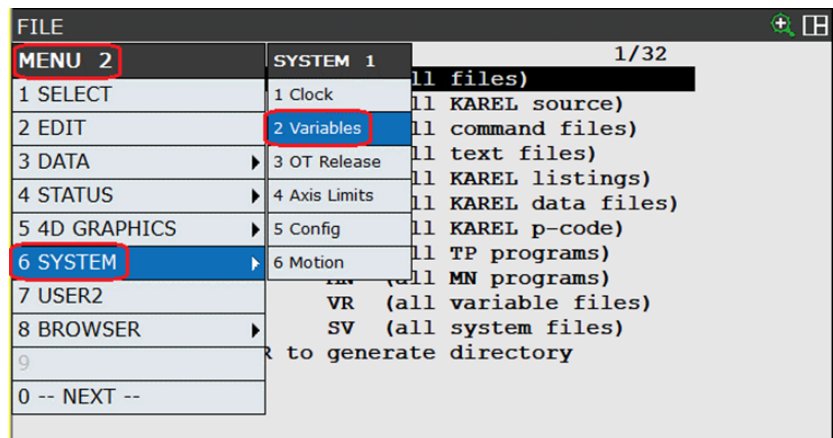 FILE
MENU 2
1 SELECT
2 EDIT
3 DATA
4 STATUS
5 4D GRAPHICS
6 SYSTEM
7 USER2
8 BROWSER
9
0 -- NEXT --
SYSTEM 1
1 Clock
2 Variables
3 OT Release
4 Axis Limits
5 Config
6 Motion
1/32
ll files)
ll KAREL source)
ll command files)
ll text files)
ll KAREL listings)
ll KAREL data files)
ll KAREL p-code)
ll TP programs)
MN (all MN programs)
VR (all variable files)
SV (all system files)
R to generate directory